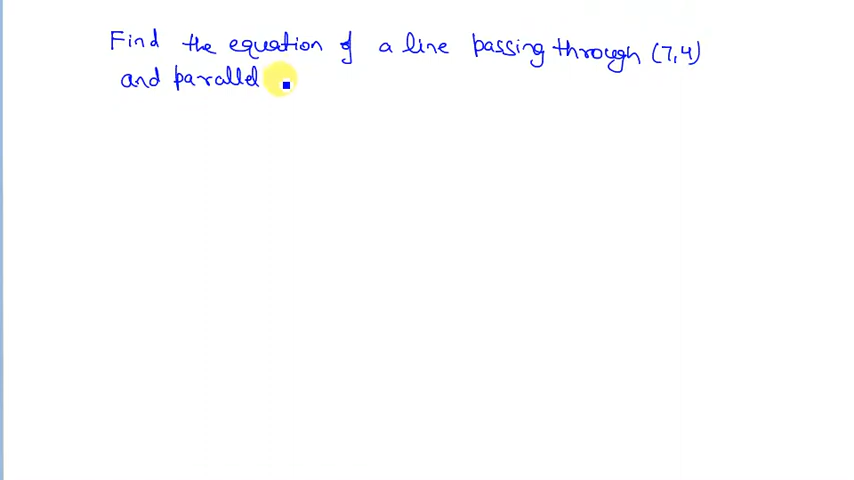 Find the equation of a line passing through (7,4)
and parallel